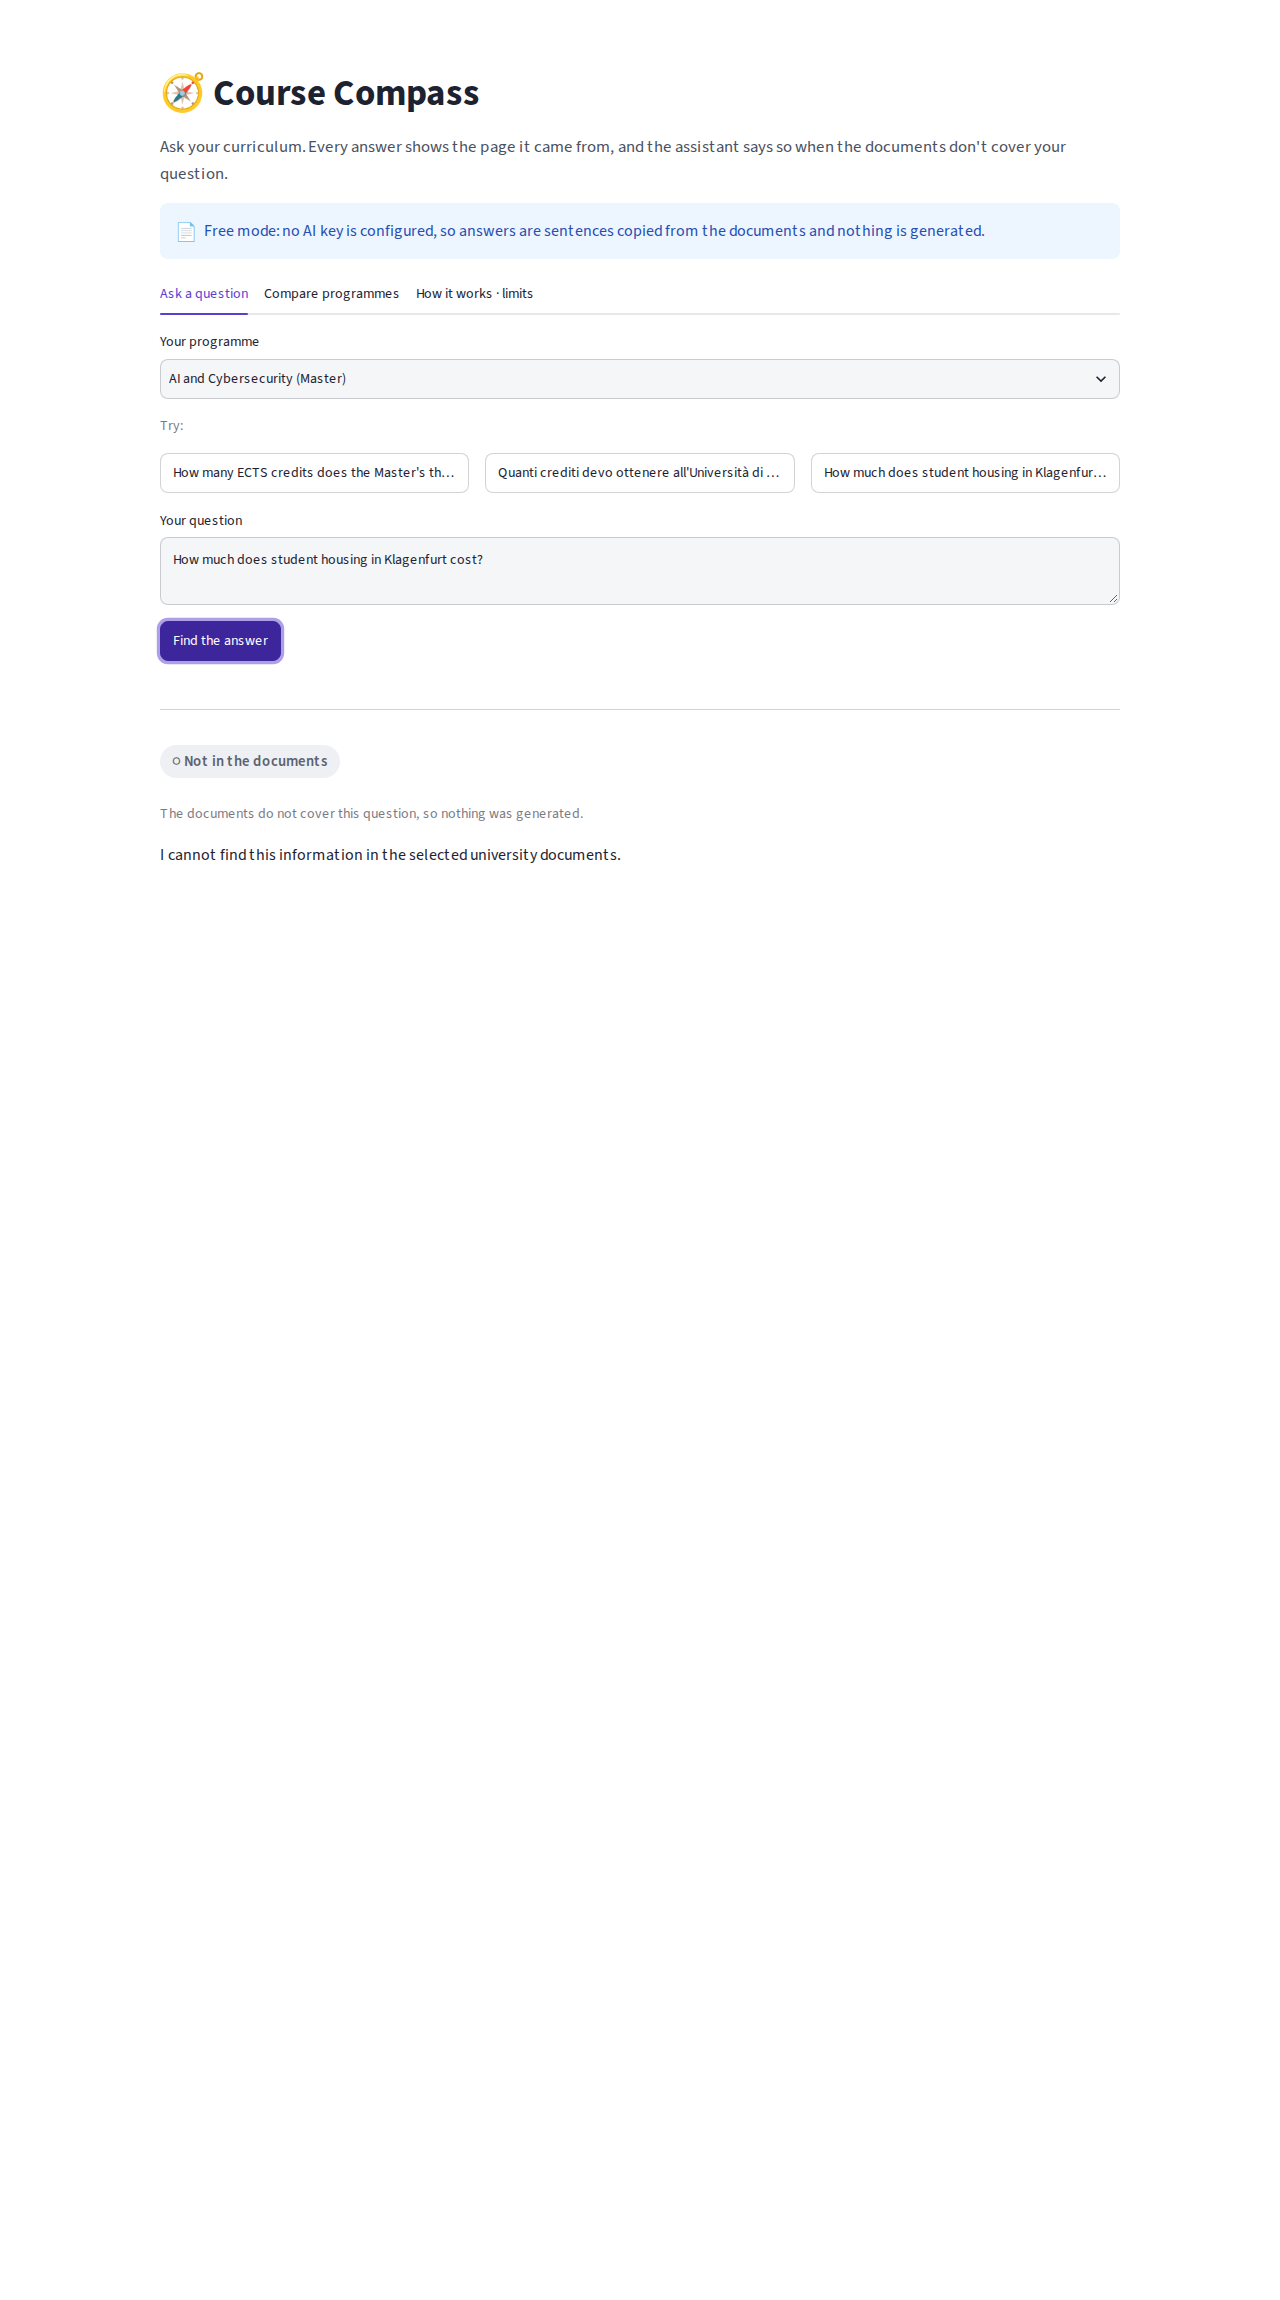 🧭 Course Compass
Ask your curriculum. Every answer shows the page it came from, and the assistant says so when the documents don't cover your
question.
📄 Free mode: no AI key is configured, so answers are sentences copied from the documents and nothing is generated.
Ask a question Compare programmes How it works · limits
Your programme
AI and Cybersecurity (Master)
Try:
How many ECTS credits does the Master's th… Quanti crediti devo ottenere all'Università di … How much does student housing in Klagenfur…
Your question
How much does student housing in Klagenfurt cost?
Find the answer
○ Not in the documents
The documents do not cover this question, so nothing was generated.
I cannot find this information in the selected university documents.